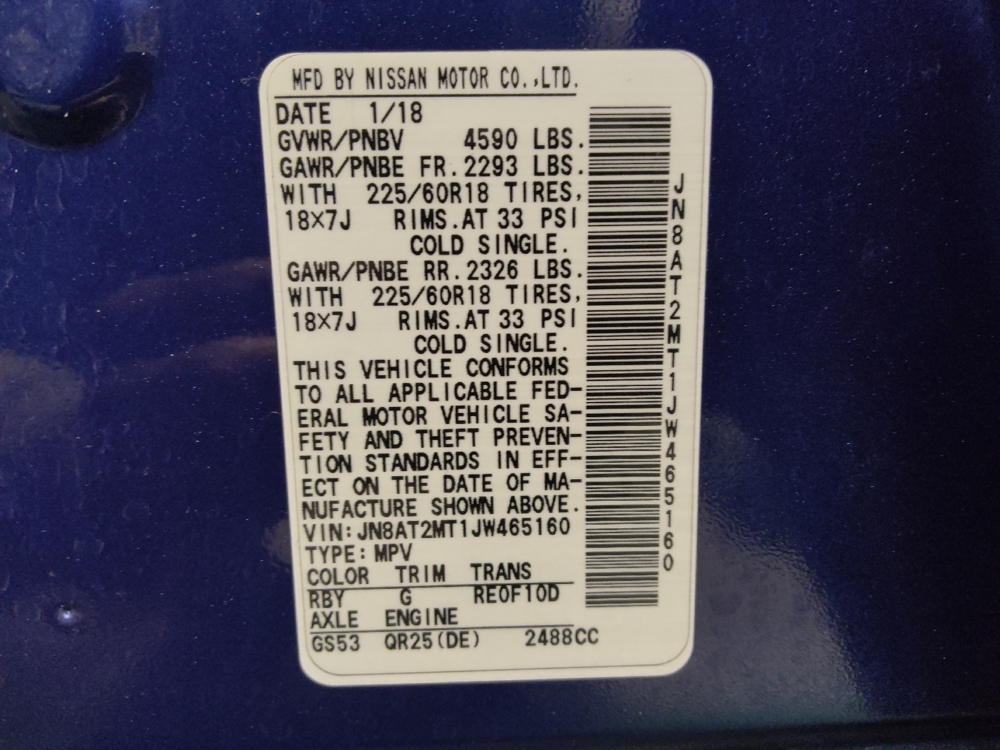 MFD BY NISSAN MOTOR CO.,LTD.
DATE 1/18
GVWR/PNBV 4590 LBS.
GAWR/PNBE FR.2293 LBS.
WITH 225/60R18 TIRES,
18×7J RIMS.AT 33 PSI
COLD SINGLE.
GAWR/PNBE RR.2326 LBS.
WITH 225/60R18 TIRES,
18×7J RIMS.AT 33 PSI
COLD SINGLE.
THIS VEHICLE CONFORMS
TO ALL APPLICABLE FED-
ERAL MOTOR VEHICLE SA-
FETY AND THEFT PREVEN-
TION STANDARDS IN EFF-
ECT ON THE DATE OF MA-
NUFACTURE SHOWN ABOVE.
VIN:JN8AT2MT1JW465160
TYPE:MPV
COLOR TRIM TRANS
RBY G RE0F10D
AXLE ENGINE
GS53 QR25(DE) 2488CC
JN8AT2MT1JW465160